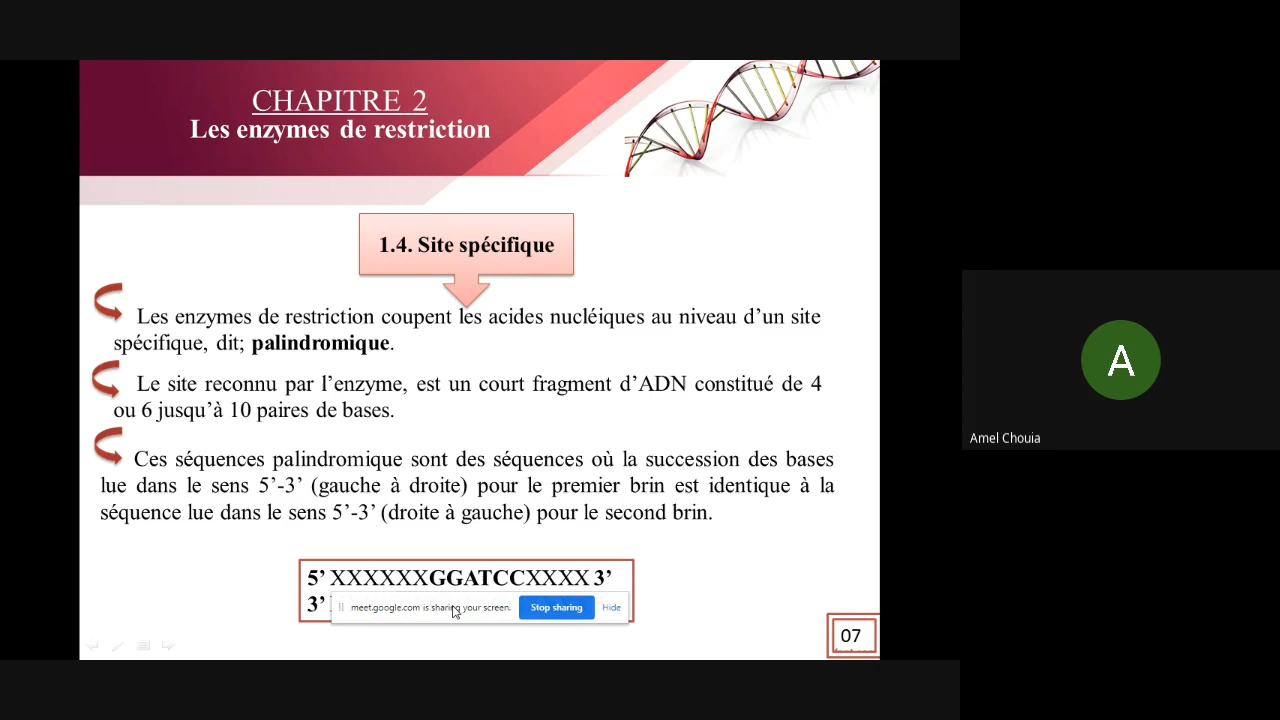 CHAPITRE 2
Les enzymes de restriction
1.4. Site spécifique
Les enzymes de restriction coupent les acides nucléiques au niveau d’un site
spécifique, dit; palindromique.
Le site reconnu par l’enzyme, est un court fragment d’ADN constitué de 4
ou 6 jusqu’à 10 paires de bases.
Ces séquences palindromique sont des séquences où la succession des bases
lue dans le sens 5’-3’ (gauche à droite) pour le premier brin est identique à la
séquence lue dans le sens 5’-3’ (droite à gauche) pour le second brin.
5’ XXXXXXGGATCCXXXX 3’
3’
meet.google.com is sharing your screen.
Stop sharing
Hide
07
A
Amel Chouia